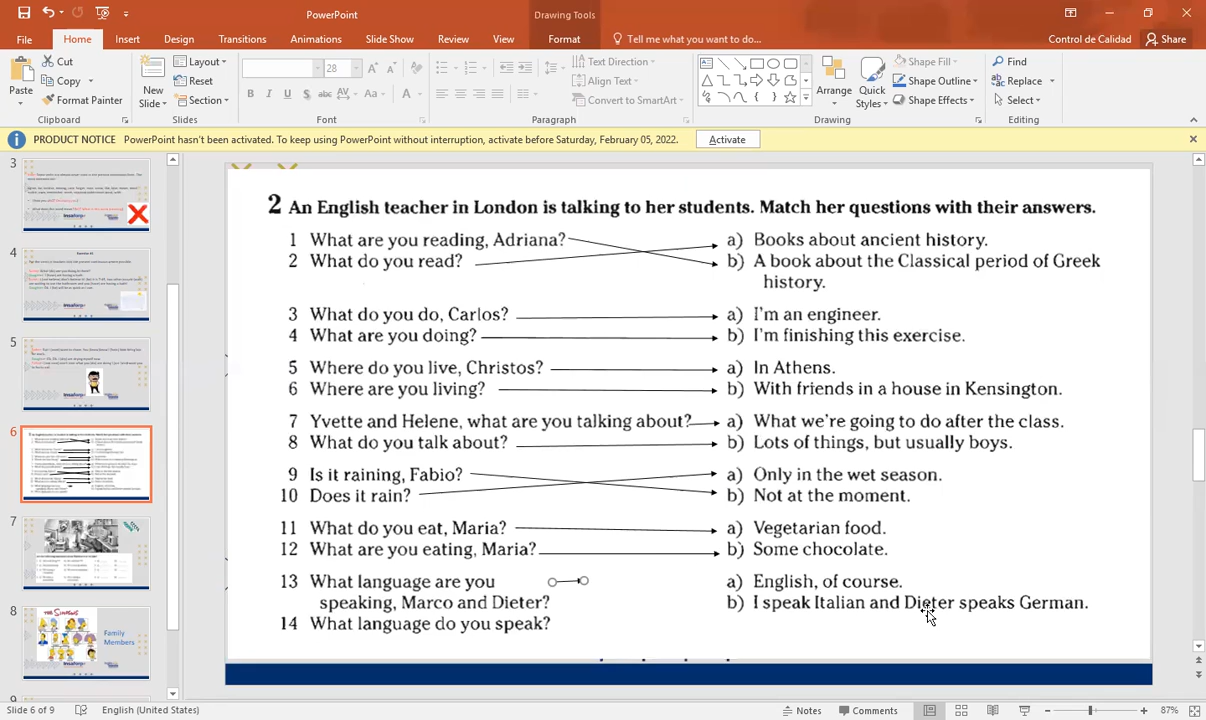 PowerPoint
Drawing Tools
File
Home
Insert
Design
Transitions
Animations
Slide Show
Review
View
Format
Tell me what you want to do...
Control de Calidad
Share
Paste
Cut
Copy
Format Painter
Clipboard
New
Slide
Layout
Reset
Section
Slides
28
Font
Text Direction
Align Text
Convert to SmartArt
Paragraph
Arrange
Quick
Styles
Shape Fill
Shape Outline
Shape Effects
Drawing
Find
Replace
Select
Editing
PRODUCT NOTICE PowerPoint hasn't been activated. To keep using PowerPoint without interruption, activate before Saturday, February 05, 2022.
Activate
3
4
5
6
7
8
Family
Members
9
2 An English teacher in London is talking to her students. Match her questions with their answers.
1 What are you reading, Adriana?
2 What do you read?
a) Books about ancient history.
b) A book about the Classical period of Greek
history.
3 What do you do, Carlos?
4 What are you doing?
a) I'm an engineer.
b) I'm finishing this exercise.
5 Where do you live, Christos?
6 Where are you living?
a) In Athens.
b) With friends in a house in Kensington.
7 Yvette and Helene, what are you talking about?
8 What do you talk about?
a) What we're going to do after the class.
b) Lots of things, but usually boys.
9 Is it raining, Fabio?
10 Does it rain?
a) Only in the wet season.
b) Not at the moment.
11 What do you eat, Maria?
12 What are you eating, Maria?
a) Vegetarian food.
b) Some chocolate.
13 What language are you
speaking, Marco and Dieter?
14 What language do you speak?
a) English, of course.
b) I speak Italian and Dieter speaks German.
Slide 6 of 9
English (United States)
Notes
Comments
87%